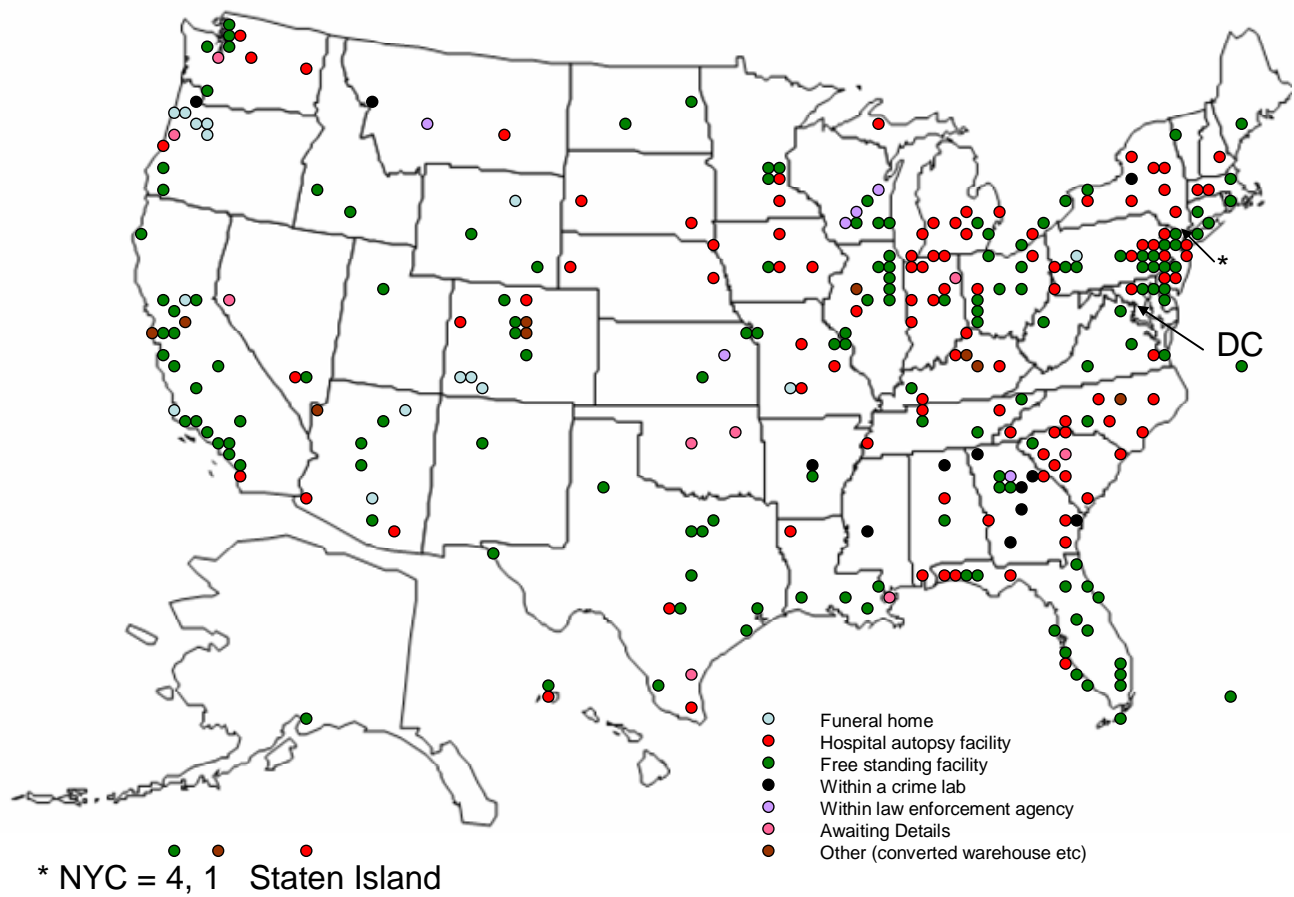 *
DC
Funeral home
Hospital autopsy facility
Free standing facility
Within a crime lab
Within law enforcement agency
Awaiting Details
Other (converted warehouse etc)
* NYC = 4, 1 Staten Island